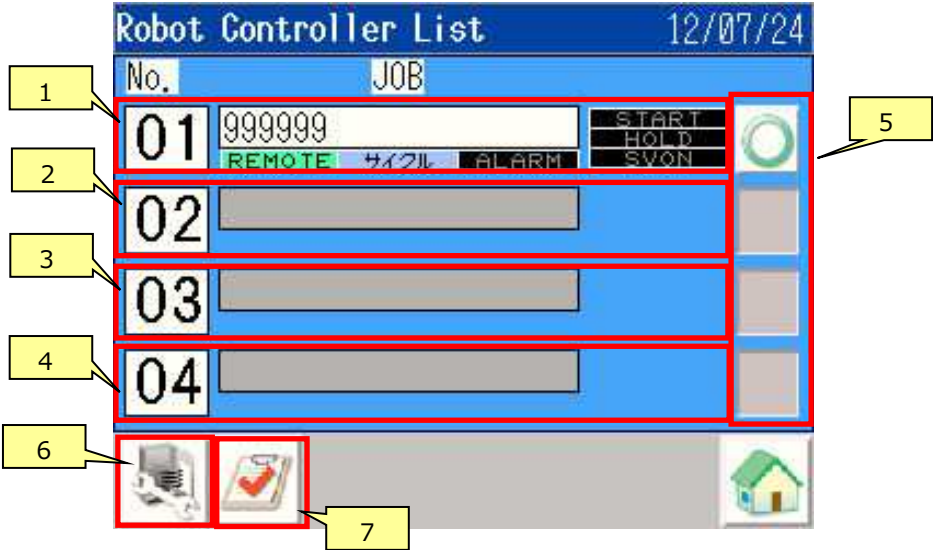 Robot Controller List 12/07/24
No. JOB
1
5
01 999999 START
HOLD
REMOTE サイクル ALARM SVON
2
02
3
03
4
04
6
7